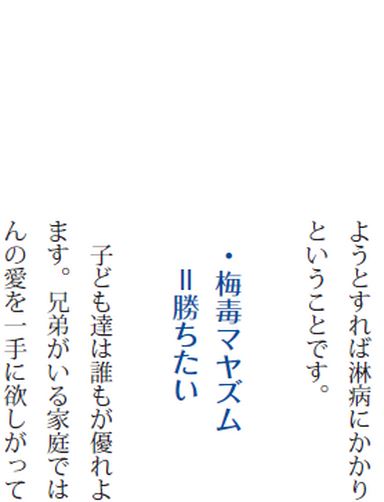 ようとすれば淋病にかかり
ということです。
・梅毒マヤズム
＝勝ちたい
子ども達は誰もが優れよ
ます。兄弟がいる家庭では
んの愛を一手に欲しがって